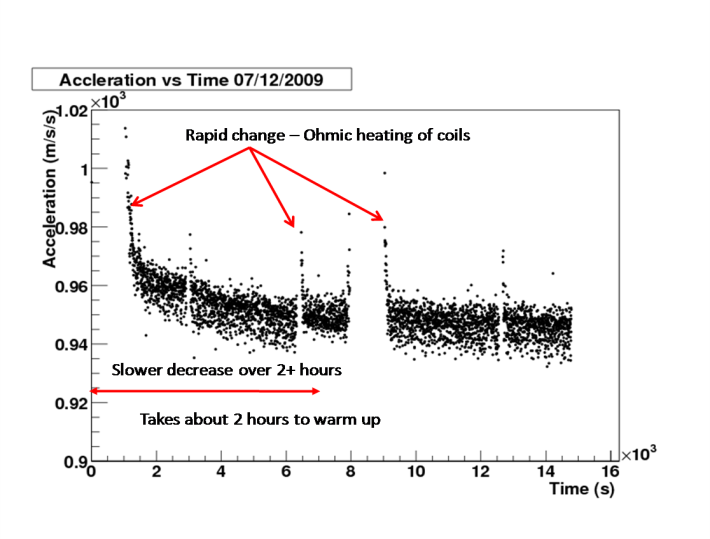 Accleration vs Time 07/12/2009
×10³
Acceleration (m/s/s)
1.02
1
0.98
0.96
0.94
0.92
0.9
Rapid change – Ohmic heating of coils
Slower decrease over 2+ hours
Takes about 2 hours to warm up
0 2 4 6 8 10 12 14 16
×10³
Time (s)